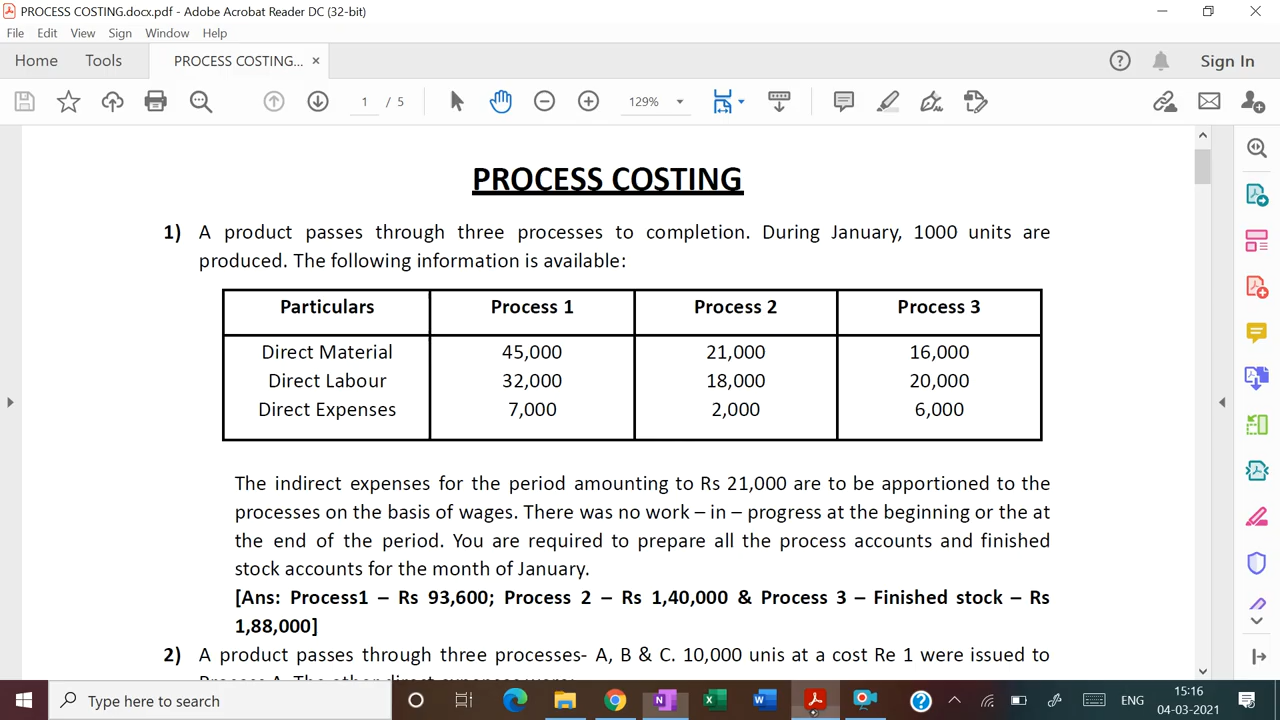 PROCESS COSTING.docx.pdf - Adobe Acrobat Reader DC (32-bit)
File Edit View Sign Window Help
Home Tools PROCESS COSTING... × Sign In
1 / 5 129%
PROCESS COSTING
1) A product passes through three processes to completion. During January, 1000 units are
produced. The following information is available:
Particulars Process 1 Process 2 Process 3
Direct Material 45,000 21,000 16,000
Direct Labour 32,000 18,000 20,000
Direct Expenses 7,000 2,000 6,000
The indirect expenses for the period amounting to Rs 21,000 are to be apportioned to the
processes on the basis of wages. There was no work – in – progress at the beginning or the at
the end of the period. You are required to prepare all the process accounts and finished
stock accounts for the month of January.
[Ans: Process1 – Rs 93,600; Process 2 – Rs 1,40,000 & Process 3 – Finished stock – Rs
1,88,000]
2) A product passes through three processes- A, B & C. 10,000 unis at a cost Re 1 were issued to
Process A. The other direct expenses were:
Type here to search
ENG
15:16
04-03-2021